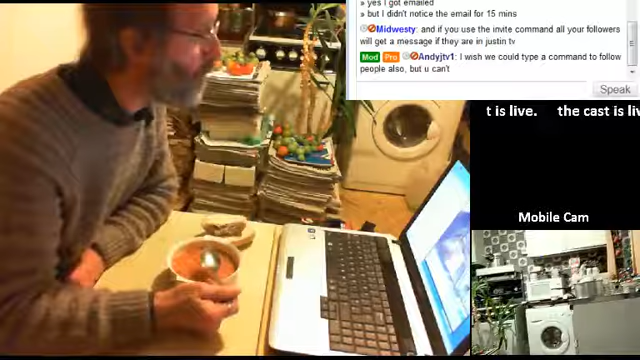 » yes I got emailed
» but I didn't notice the email for 15 mins
Midwesty: and if you use the invite command all your followers
will get a message if they are in justin tv
Mod Pro Andyjtv1: I wish we could type a command to follow
people also, but u can't
Speak
t is live. the cast is liv
Mobile Cam